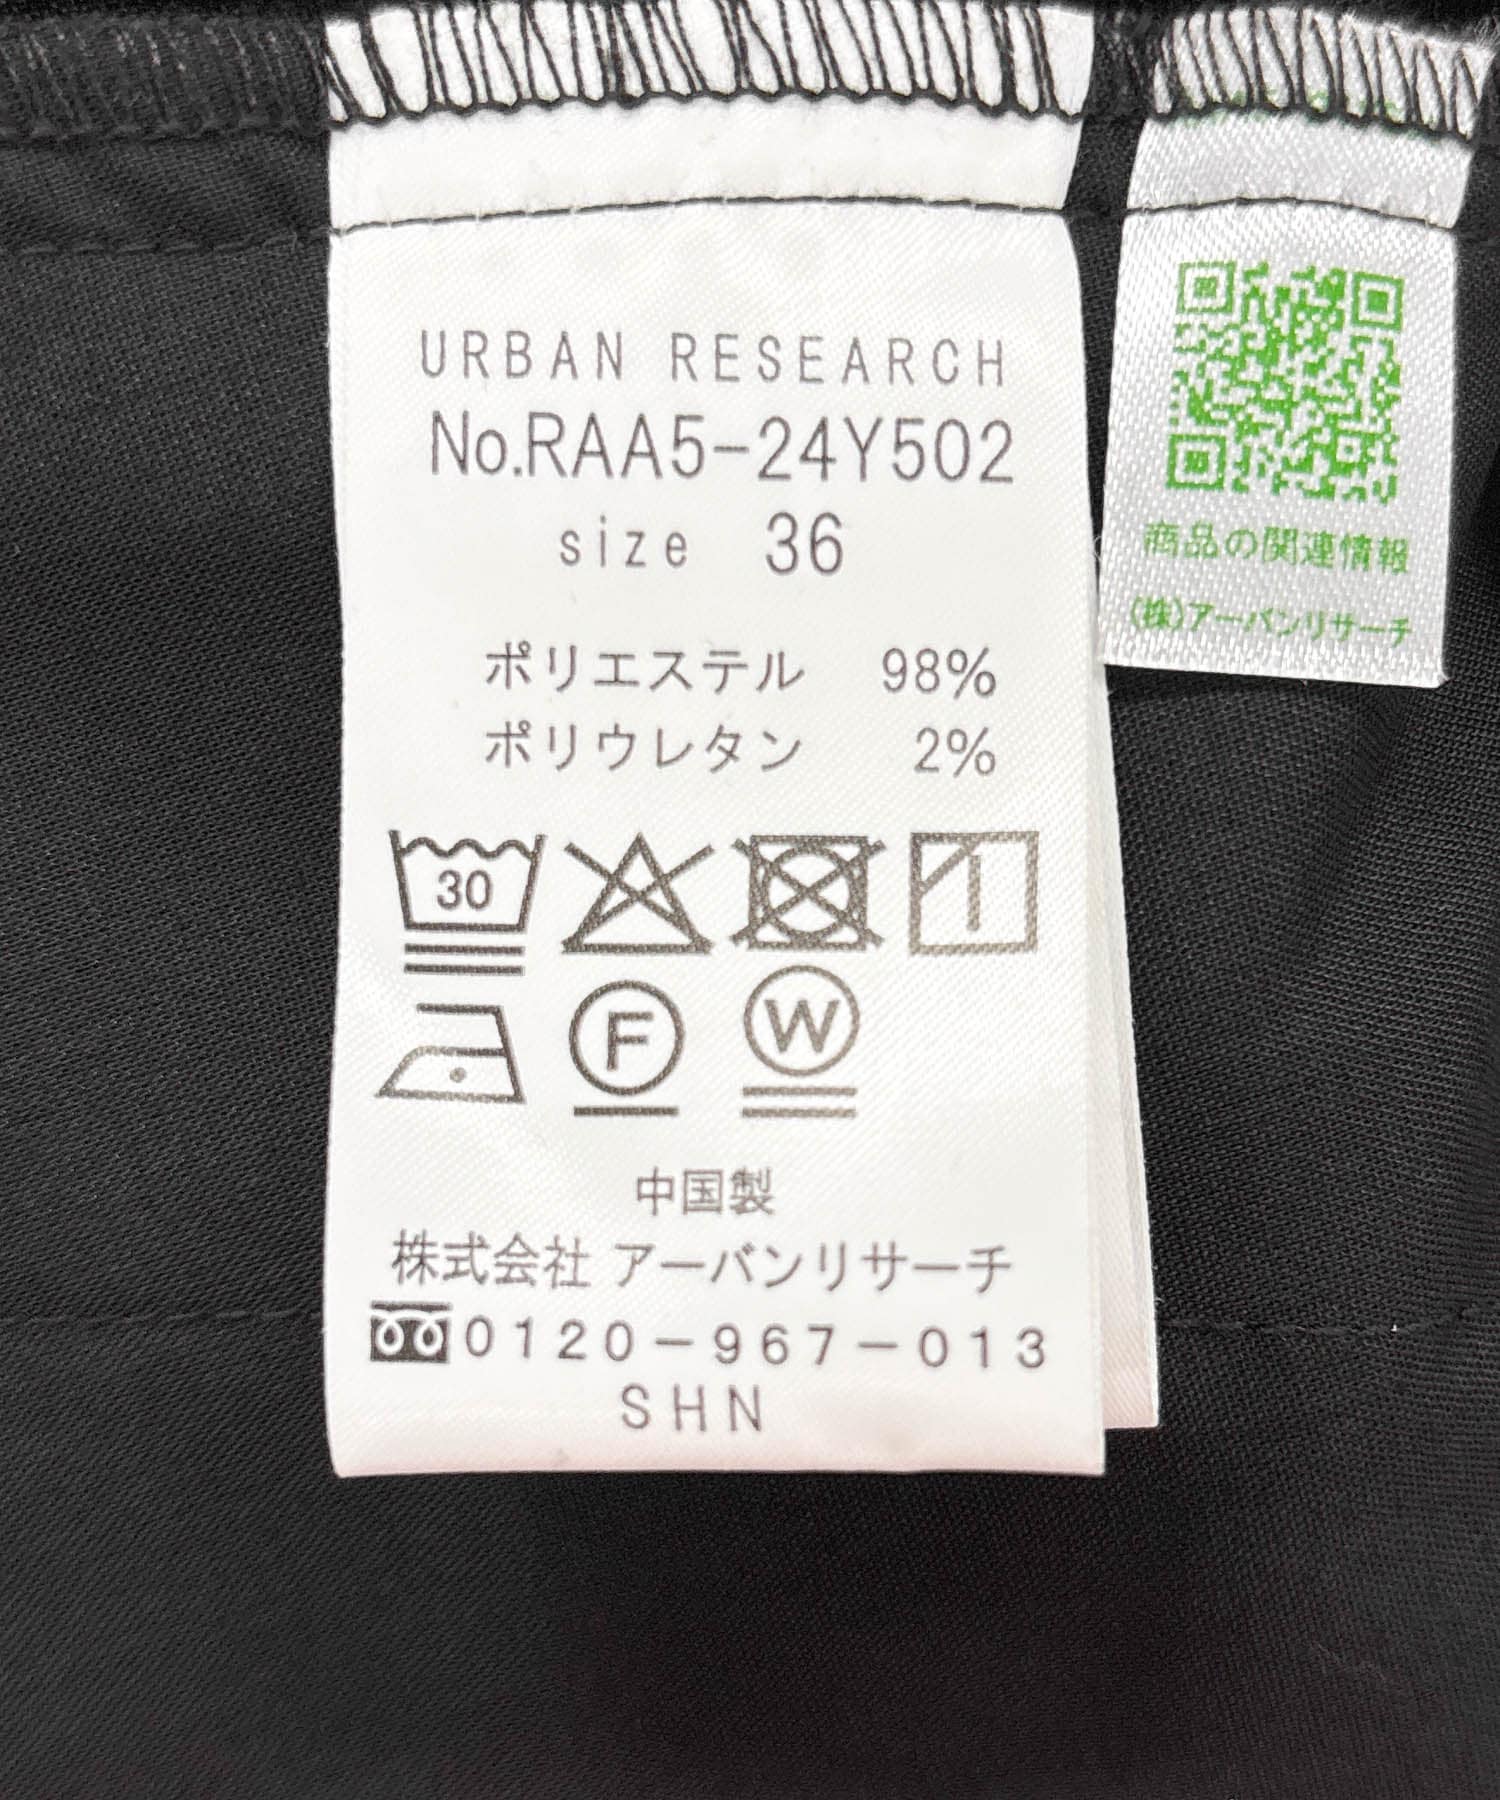 URBAN RESEARCH
No.RAA5-24Y502
size 36
ポリエステル 98%
ポリウレタン 2%
30
F
W
中国製
株式会社 アーバンリサーチ
0120-967-013
SHN
商品の関連情報
(株)アーバンリサーチ